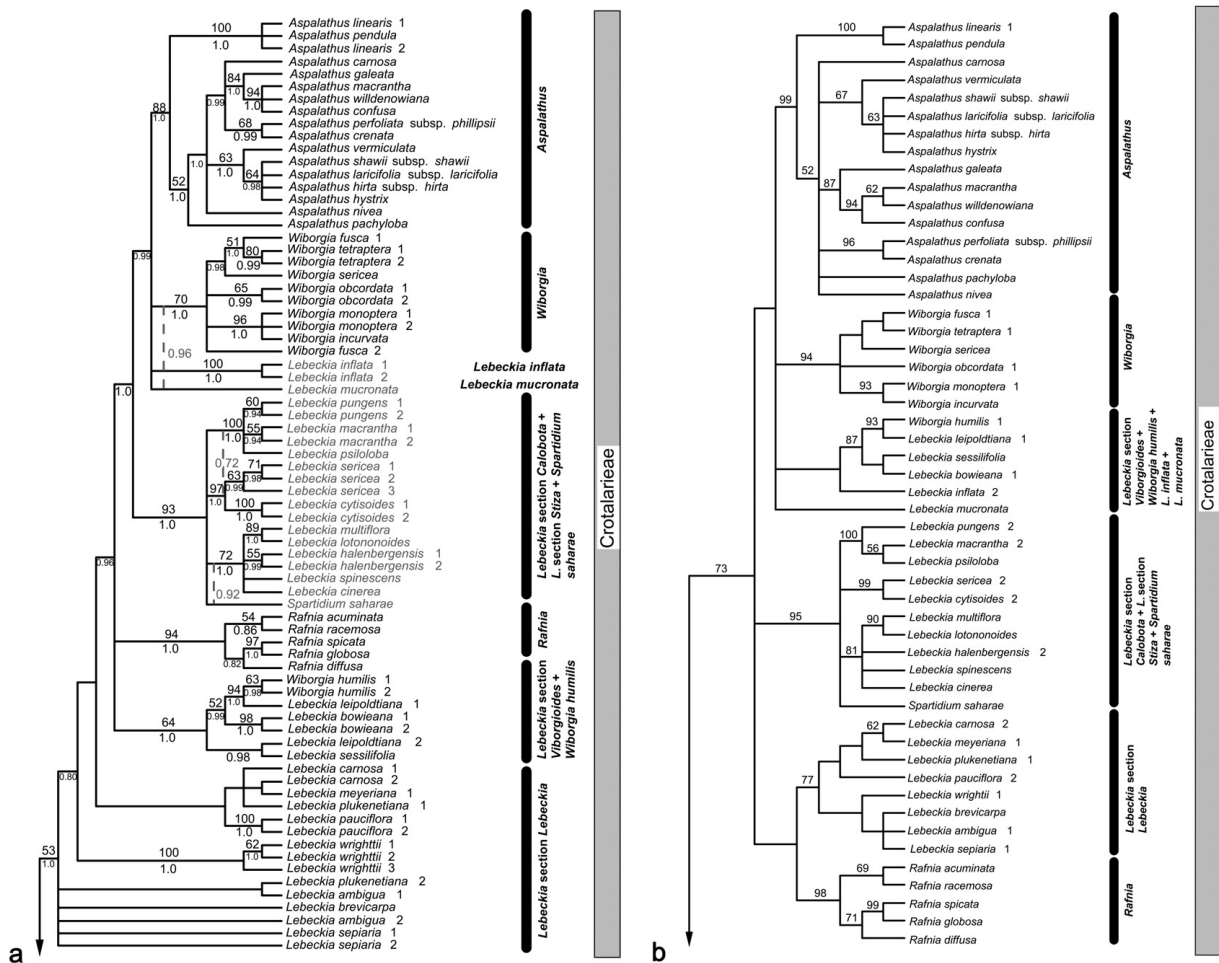 100
1.0
Aspalathus linearis 1
Aspalathus pendula
Aspalathus linearis 2
Aspalathus carnosa
84
1.0
Aspalathus galeata
0.99
94
1.0
Aspalathus macrantha
Aspalathus willdenowiana
Aspalathus confusa
88
1.0
68
0.99
Aspalathus perfoliata subsp. phillipsii
Aspalathus crenata
1.0
63
1.0
Aspalathus vermiculata
Aspalathus shawii subsp. shawii
64
0.98
Aspalathus laricifolia subsp. laricifolia
Aspalathus hirta subsp. hirta
Aspalathus hystrix
52
1.0
Aspalathus nivea
Aspalathus pachyloba
Aspalathus
51
1.0
Wiborgia fusca 1
0.99
0.98
80
0.99
Wiborgia tetraptera 1
Wiborgia tetraptera 2
Wiborgia sericea
70
1.0
65
0.99
Wiborgia obcordata 1
Wiborgia obcordata 2
96
1.0
Wiborgia monoptera 1
Wiborgia monoptera 2
Wiborgia incurvata
Wiborgia fusca 2
Wiborgia
0.96
100
1.0
Lebeckia inflata 1
Lebeckia inflata 2
Lebeckia mucronata
Lebeckia inflata
Lebeckia mucronata
1.0
60
0.94
Lebeckia pungens 1
Lebeckia pungens 2
100
1.0
55
0.94
Lebeckia macrantha 1
Lebeckia macrantha 2
Lebeckia psiloloba
0.72
97
1.0
63
0.99
71
0.98
Lebeckia sericea 1
Lebeckia sericea 2
Lebeckia sericea 3
100
1.0
Lebeckia cytisoides 1
Lebeckia cytisoides 2
93
1.0
89
1.0
Lebeckia multiflora
Lebeckia lotononoides
72
1.0
55
0.99
Lebeckia halenbergensis 1
Lebeckia halenbergensis 2
Lebeckia spinescens
Lebeckia cinerea
0.92
Spartidium saharae
Lebeckia section Calobota +
L. section Stiza + Spartidium
saharae
0.96
94
1.0
54
0.86
Rafnia acuminata
Rafnia racemosa
97
1.0
Rafnia spicata
Rafnia globosa
0.82
Rafnia diffusa
Rafnia
64
1.0
52
0.99
94
1.0
63
0.98
Wiborgia humilis 1
Wiborgia humilis 2
Lebeckia leipoldtiana 1
98
1.0
Lebeckia bowieana 1
Lebeckia bowieana 2
0.98
Lebeckia leipoldtiana 2
Lebeckia sessilifolia
Lebeckia section
Viborgioides +
Wiborgia humilis
0.80
Lebeckia carnosa 1
Lebeckia carnosa 2
Lebeckia meyeriana 1
Lebeckia plukenetiana 1
100
1.0
Lebeckia pauciflora 1
Lebeckia pauciflora 2
53
1.0
100
1.0
62
1.0
Lebeckia wrighttii 1
Lebeckia wrighttii 2
Lebeckia wrighttii 3
Lebeckia plukenetiana 2
Lebeckia ambigua 1
Lebeckia brevicarpa
Lebeckia ambigua 2
Lebeckia sepiaria 1
Lebeckia sepiaria 2
Lebeckia section Lebeckia
Crotalarieae
a
100
Aspalathus linearis 1
Aspalathus pendula
Aspalathus carnosa
99
67
Aspalathus vermiculata
63
Aspalathus shawii subsp. shawii
Aspalathus laricifolia subsp. laricifolia
Aspalathus hirta subsp. hirta
Aspalathus hystrix
52
87
Aspalathus galeata
94
62
Aspalathus macrantha
Aspalathus willdenowiana
Aspalathus confusa
96
Aspalathus perfoliata subsp. phillipsii
Aspalathus crenata
Aspalathus pachyloba
Aspalathus nivea
Aspalathus
94
Wiborgia fusca 1
Wiborgia tetraptera 1
Wiborgia sericea
Wiborgia obcordata 1
93
Wiborgia monoptera 1
Wiborgia incurvata
Wiborgia
87
93
Wiborgia humilis 1
Lebeckia leipoldtiana 1
Lebeckia sessilifolia
Lebeckia bowieana 1
Lebeckia inflata 2
Lebeckia mucronata
Lebeckia section
Viborgioides +
Wiborgia humilis +
L. inflata +
L. mucronata
73
95
100
Lebeckia pungens 2
56
Lebeckia macrantha 2
Lebeckia psiloloba
99
Lebeckia sericea 2
Lebeckia cytisoides 2
81
90
Lebeckia multiflora
Lebeckia lotononoides
Lebeckia halenbergensis 2
Lebeckia spinescens
Lebeckia cinerea
Spartidium saharae
Lebeckia section
Calobota + L. section
Stiza + Spartidium
saharae
77
62
Lebeckia carnosa 2
Lebeckia meyeriana 1
Lebeckia plukenetiana 1
Lebeckia pauciflora 2
Lebeckia wrightii 1
Lebeckia brevicarpa
Lebeckia ambigua 1
Lebeckia sepiaria 1
Lebeckia section
Lebeckia
98
69
Rafnia acuminata
Rafnia racemosa
71
99
Rafnia spicata
Rafnia globosa
Rafnia diffusa
Rafnia
Crotalarieae
b